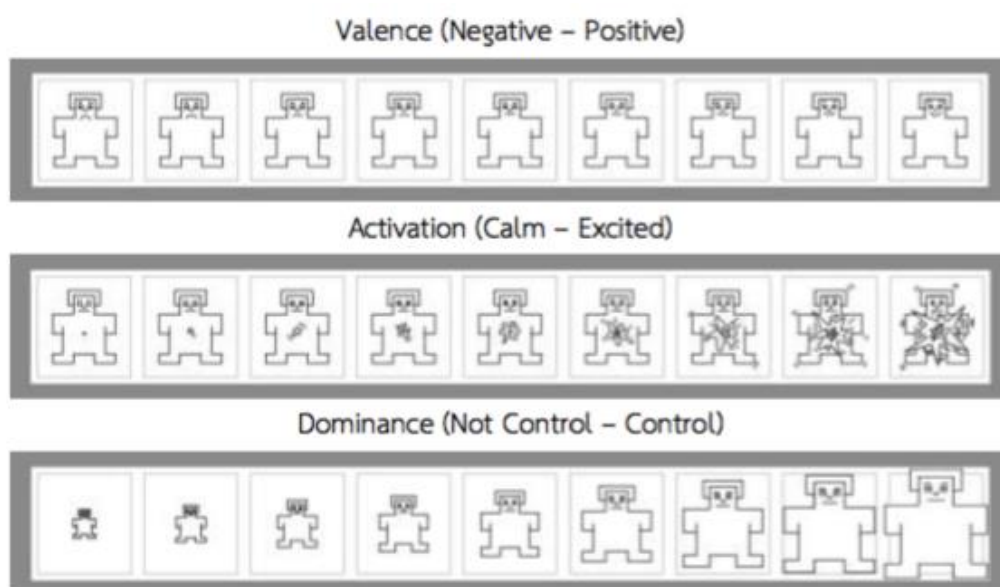 Valence (Negative – Positive)
Activation (Calm – Excited)
Dominance (Not Control – Control)